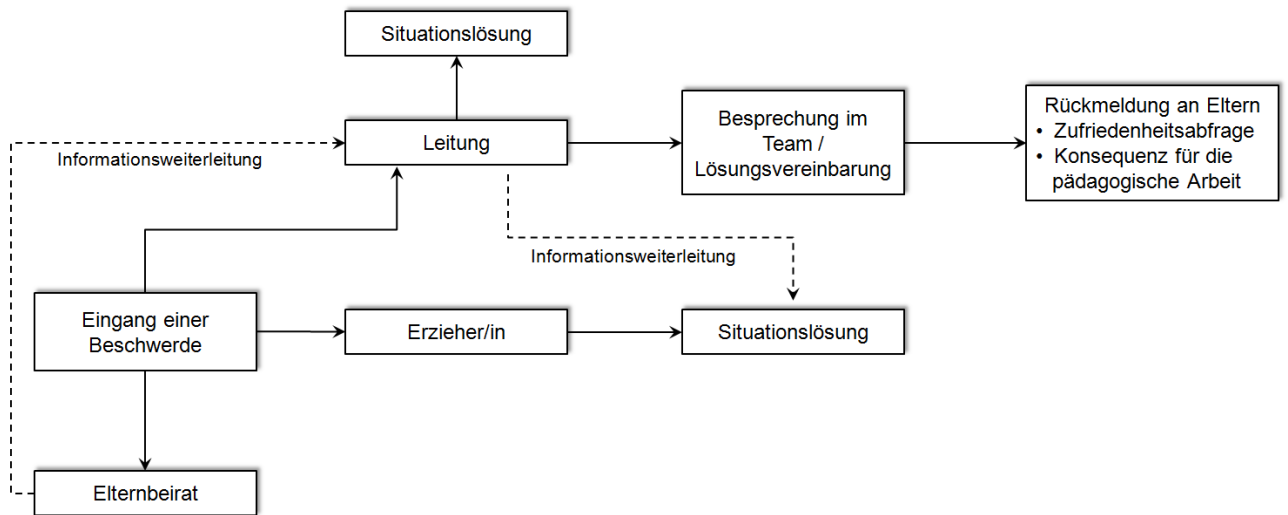 Situationslösung
Leitung
Informationsweiterleitung
Besprechung im
Team /
Lösungsvereinbarung
Rückmeldung an Eltern
• Zufriedenheitsabfrage
• Konsequenz für die
pädagogische Arbeit
Informationsweiterleitung
Eingang einer
Beschwerde
Erzieher/in
Situationslösung
Elternbeirat